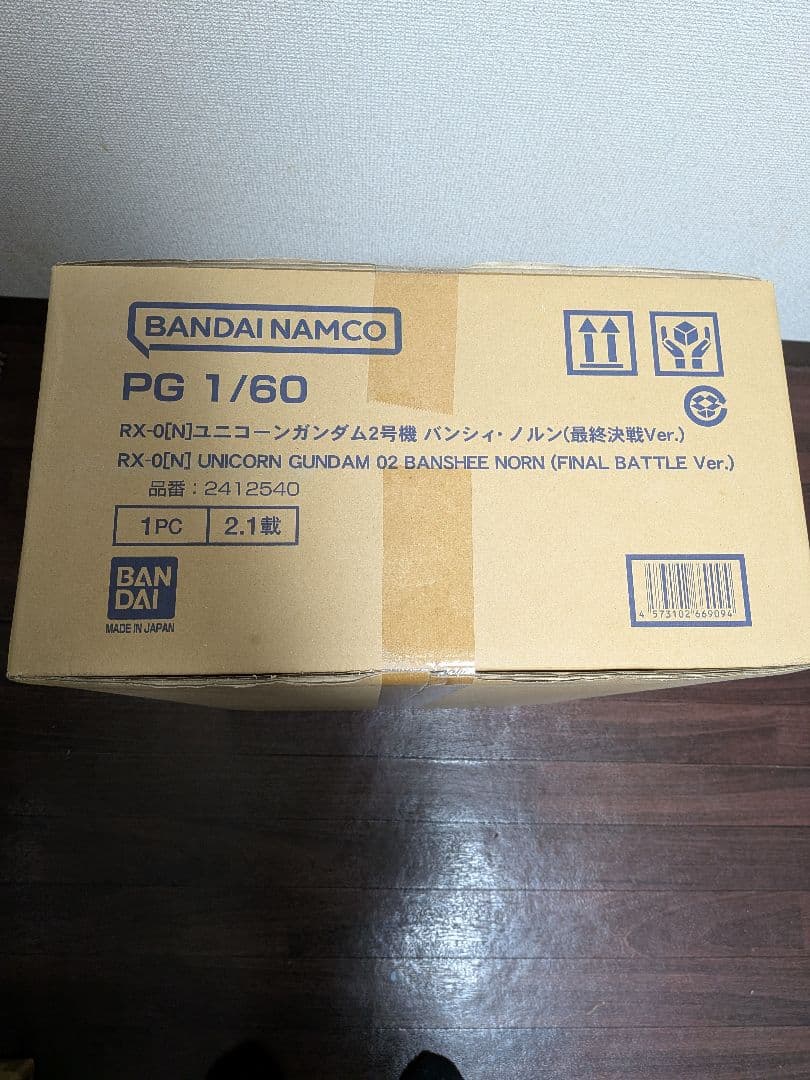 BANDAI NAMCO
PG 1/60
RX-0[N]ユニコーンガンダム2号機 バンシィ・ノルン(最終決戦Ver.)
RX-0[N] UNICORN GUNDAM 02 BANSHEE NORN (FINAL BATTLE Ver.)
品番：2412540
1PC 2.1載
BAN
DAI
MADE IN JAPAN
4 573102 669094